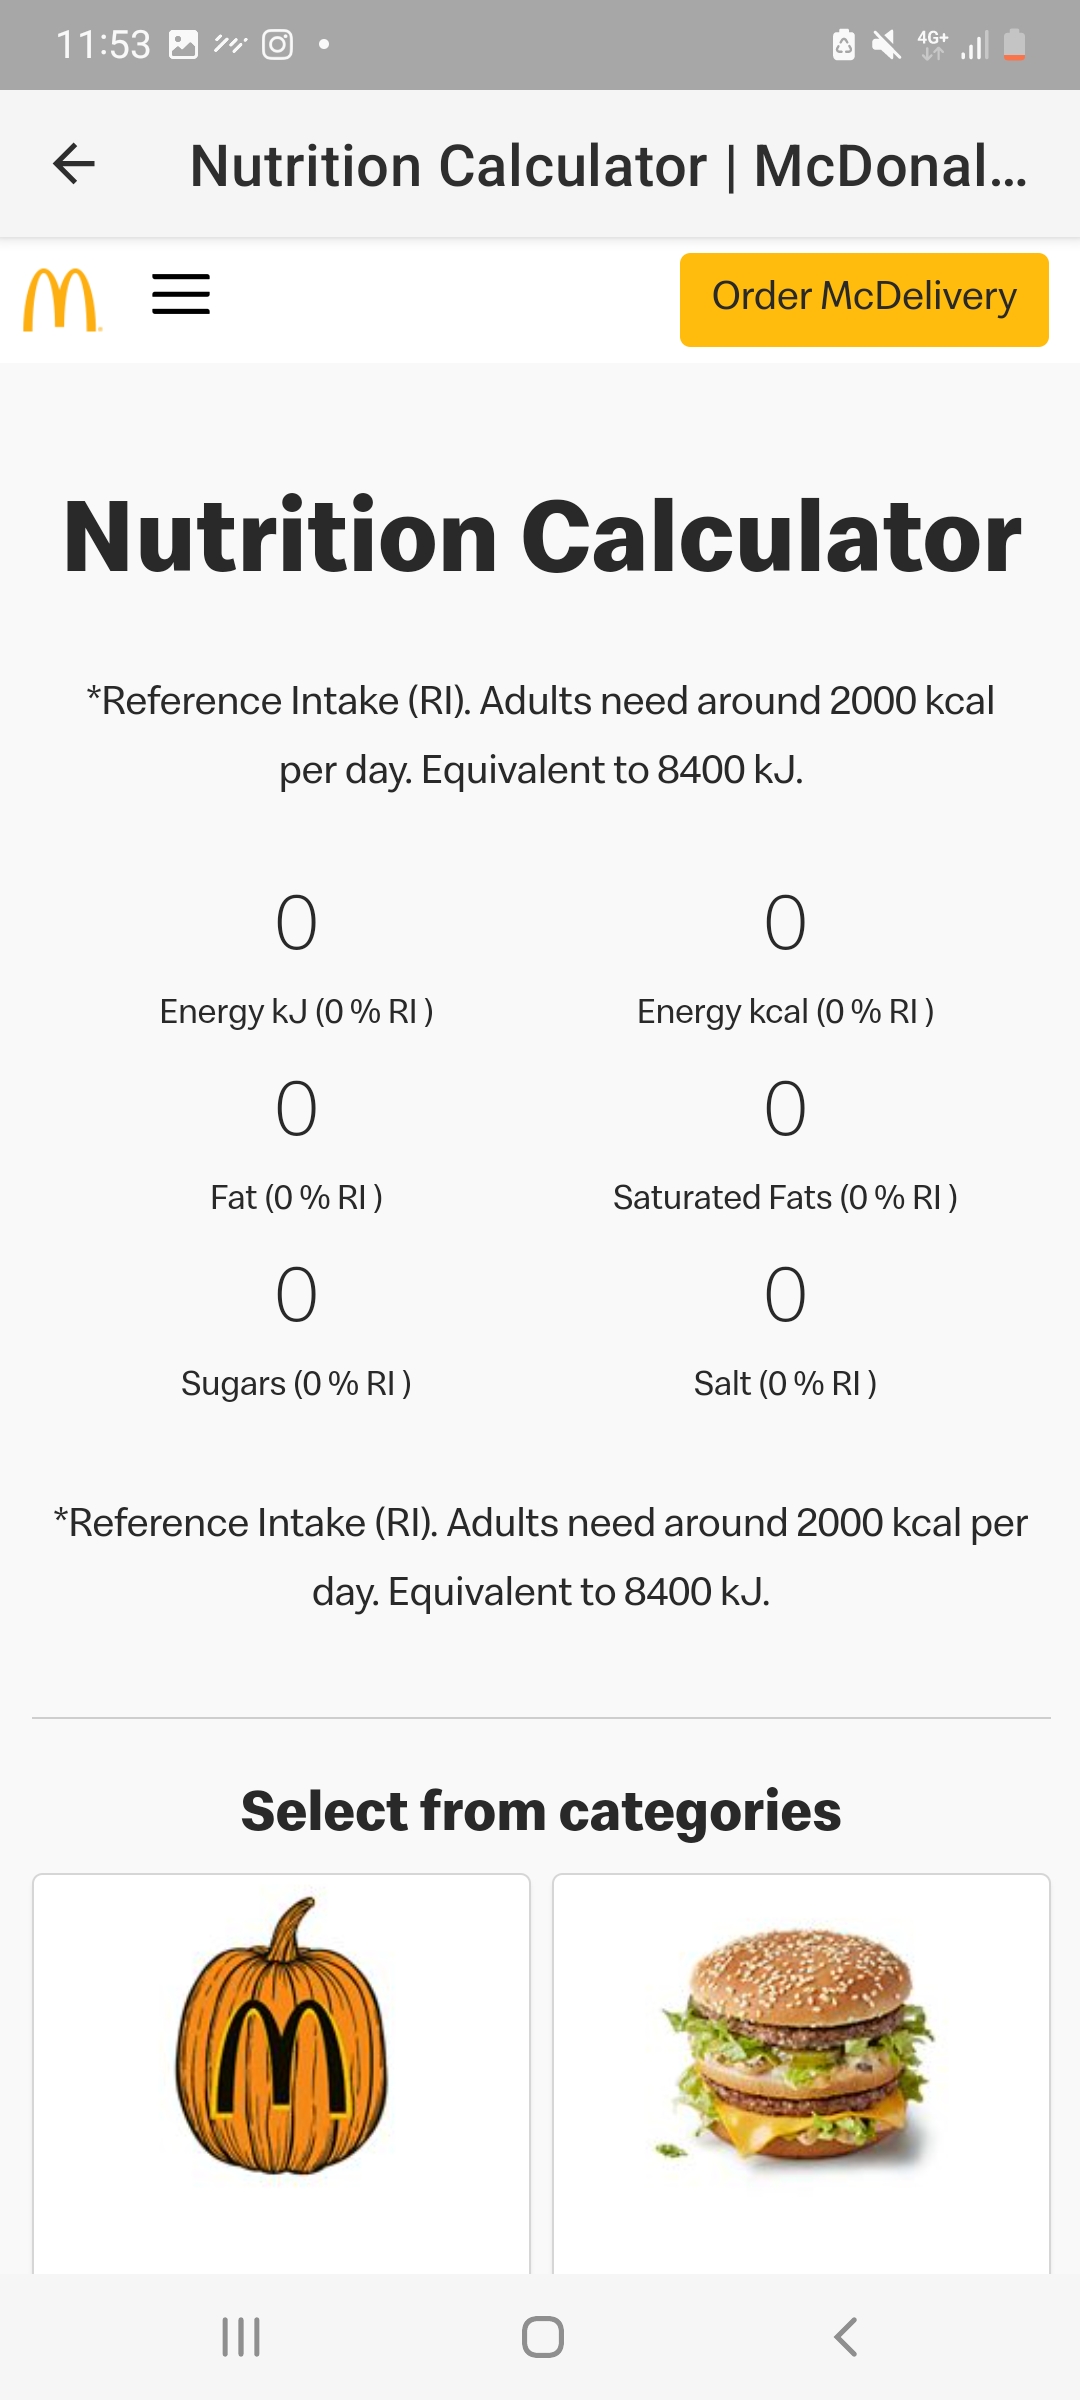 11:53
4G+
Nutrition Calculator | McDonal...
Order McDelivery
Nutrition Calculator
*Reference Intake (RI). Adults need around 2000 kcal
per day. Equivalent to 8400 kJ.
0
0
Energy kJ (0 % RI )
Energy kcal (0 % RI )
0
0
Fat (0 % RI )
Saturated Fats (0 % RI )
0
0
Sugars (0 % RI )
Salt (0 % RI )
*Reference Intake (RI). Adults need around 2000 kcal per
day. Equivalent to 8400 kJ.
Select from categories